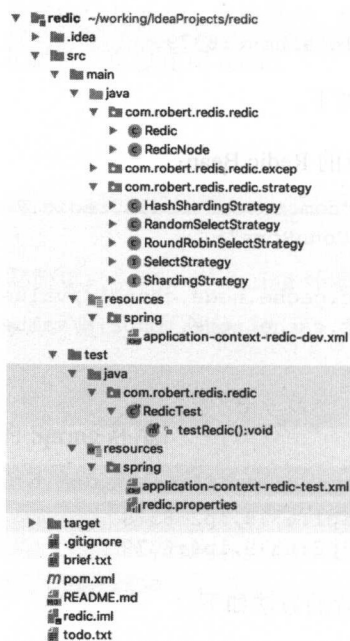 redic ~/working/IdeaProjects/redic
.idea
src
main
java
com.robert.redis.redic
Redic
RedicNode
com.robert.redis.redic.excep
com.robert.redis.redic.strategy
HashShardingStrategy
RandomSelectStrategy
RoundRobinSelectStrategy
SelectStrategy
ShardingStrategy
resources
spring
application-context-redic-dev.xml
test
java
com.robert.redis.redic
RedicTest
testRedic():void
resources
spring
application-context-redic-test.xml
redic.properties
target
.gitignore
brief.txt
pom.xml
README.md
redic.iml
todo.txt